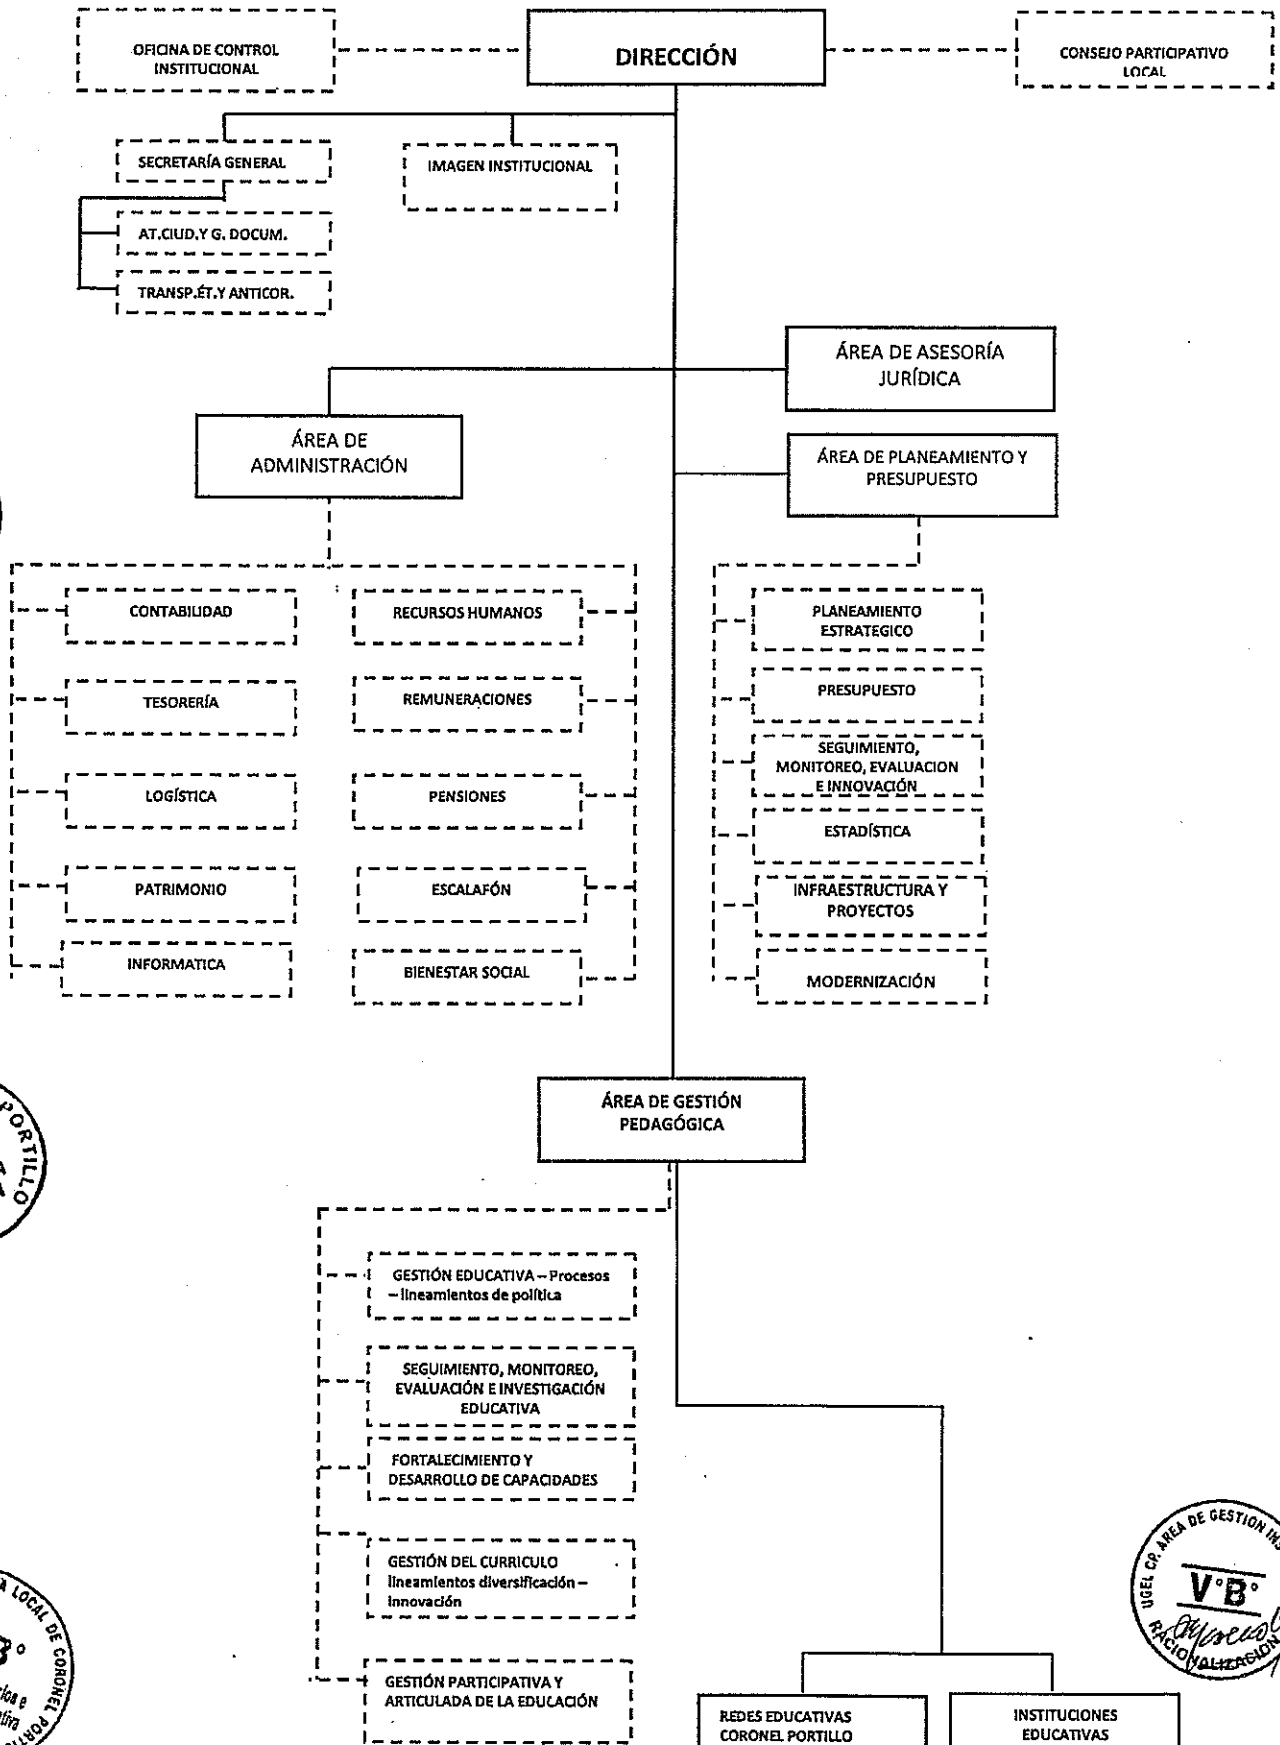 OFICINA DE CONTROL
INSTITUCIONAL
DIRECCIÓN
CONSEJO PARTICIPATIVO
LOCAL
SECRETARÍA GENERAL
IMAGEN INSTITUCIONAL
AT.CIUD.Y G. DOCUM.
TRANSP.ÉT.Y ANTICOR.
ÁREA DE ASESORÍA
JURÍDICA
ÁREA DE
ADMINISTRACIÓN
ÁREA DE PLANEAMIENTO Y
PRESUPUESTO
CONTABILIDAD
TESORERÍA
LOGÍSTICA
PATRIMONIO
INFORMATICA
RECURSOS HUMANOS
REMUNERACIONES
PENSIONES
ESCALAFÓN
BIENESTAR SOCIAL
PLANEAMIENTO
ESTRATEGICO
PRESUPUESTO
SEGUIMIENTO,
MONITOREO, EVALUACION
E INNOVACIÓN
ESTADÍSTICA
INFRAESTRUCTURA Y
PROYECTOS
MODERNIZACIÓN
ÁREA DE GESTIÓN
PEDAGÓGICA
PORTILLO
GESTIÓN EDUCATIVA – Procesos
– lineamientos de política
SEGUIMIENTO, MONITOREO,
EVALUACIÓN E INVESTIGACIÓN
EDUCATIVA
FORTALECIMIENTO Y
DESARROLLO DE CAPACIDADES
GESTIÓN DEL CURRICULO
lineamientos diversificación –
innovación
GESTIÓN PARTICIPATIVA Y
ARTICULADA DE LA EDUCACIÓN
REDES EDUCATIVAS
CORONEL PORTILLO
INSTITUCIONES
EDUCATIVAS
UGEL CP. AREA DE GESTION
V°B°
RACIONALIZACION
LOCAL DE CORONEL